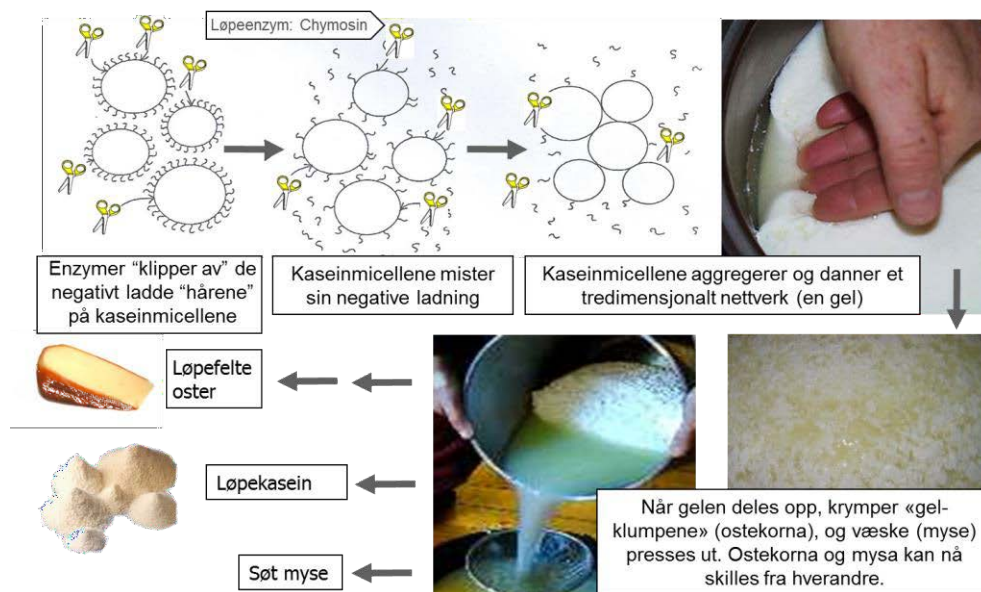 Løpeenzym: Chymosin
Enzymer “klipper av” de
negativt ladde “hårene”
på kaseinmicellene
Kaseinmicellene mister
sin negative ladning
Kaseinmicellene aggregerer og danner et
tredimensjonalt nettverk (en gel)
Løpefelte
oster
Løpekasein
Når gelen deles opp, krymper «gel-
klumpene» (ostekorna), og væske (myse)
presses ut. Ostekorna og mysa kan nå
skilles fra hverandre.
Søt myse